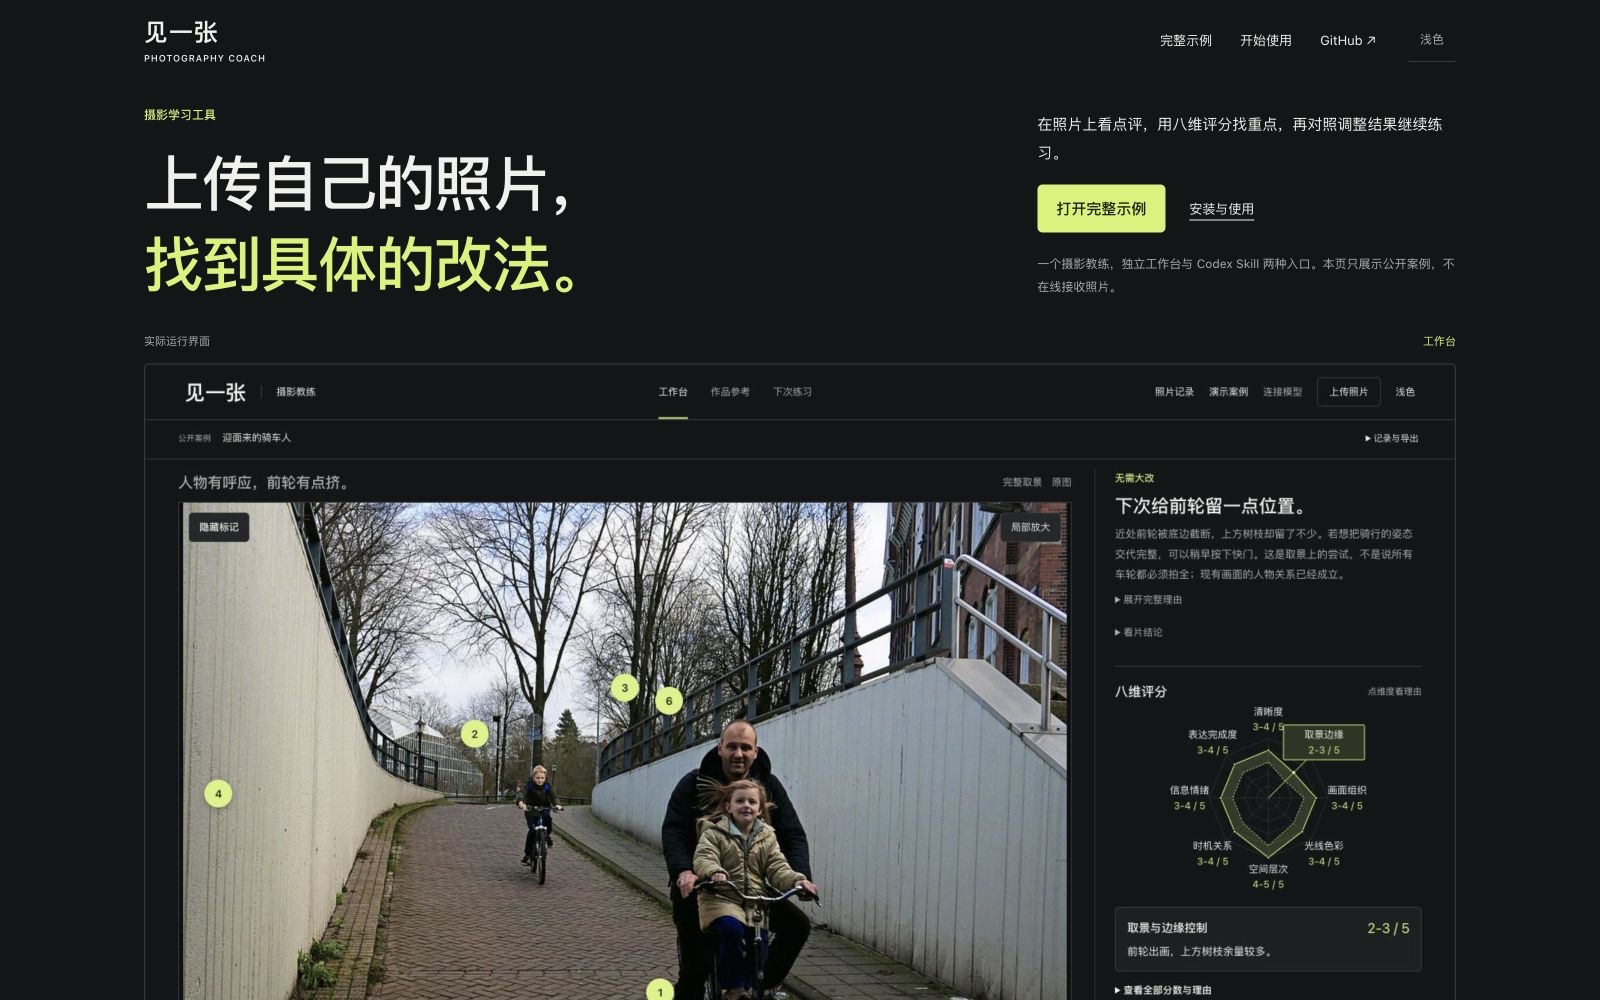 见一张
PHOTOGRAPHY COACH
完整示例
开始使用
GitHub ↗
浅色
摄影学习工具
上传自己的照片，
找到具体的改法。
在照片上看点评，用八维评分找重点，再对照调整结果继续练
习。
打开完整示例
安装与使用
一个摄影教练，独立工作台与 Codex Skill 两种入口。本页只展示公开案例，不
在线接收照片。
实际运行界面
工作台
见一张
摄影教练
工作台
作品参考
下次练习
照片记录
演示案例
连接模型
上传照片
浅色
公开案例
迎面来的骑车人
▶ 记录与导出
人物有呼应，前轮有点挤。
完整取景
原图
隐藏标记
局部放大
3
6
2
4
1
无需大改
下次给前轮留一点位置。
近处前轮被底边截断，上方树枝却留了不少。若想把骑行的姿态
交代完整，可以稍早按下快门。这是取景上的尝试，不是说所有
车轮都必须拍全；现有画面的人物关系已经成立。
▶ 展开完整理由
▶ 看片结论
八维评分
点维度看理由
清晰度
3-4 / 5
取景边缘
2-3 / 5
表达完成度
3-4 / 5
信息情绪
3-4 / 5
画面组织
3-4 / 5
时机关系
3-4 / 5
光线色彩
3-4 / 5
空间层次
4-5 / 5
取景与边缘控制
2-3 / 5
前轮出画，上方树枝余量较多。
▶ 查看全部分数与理由